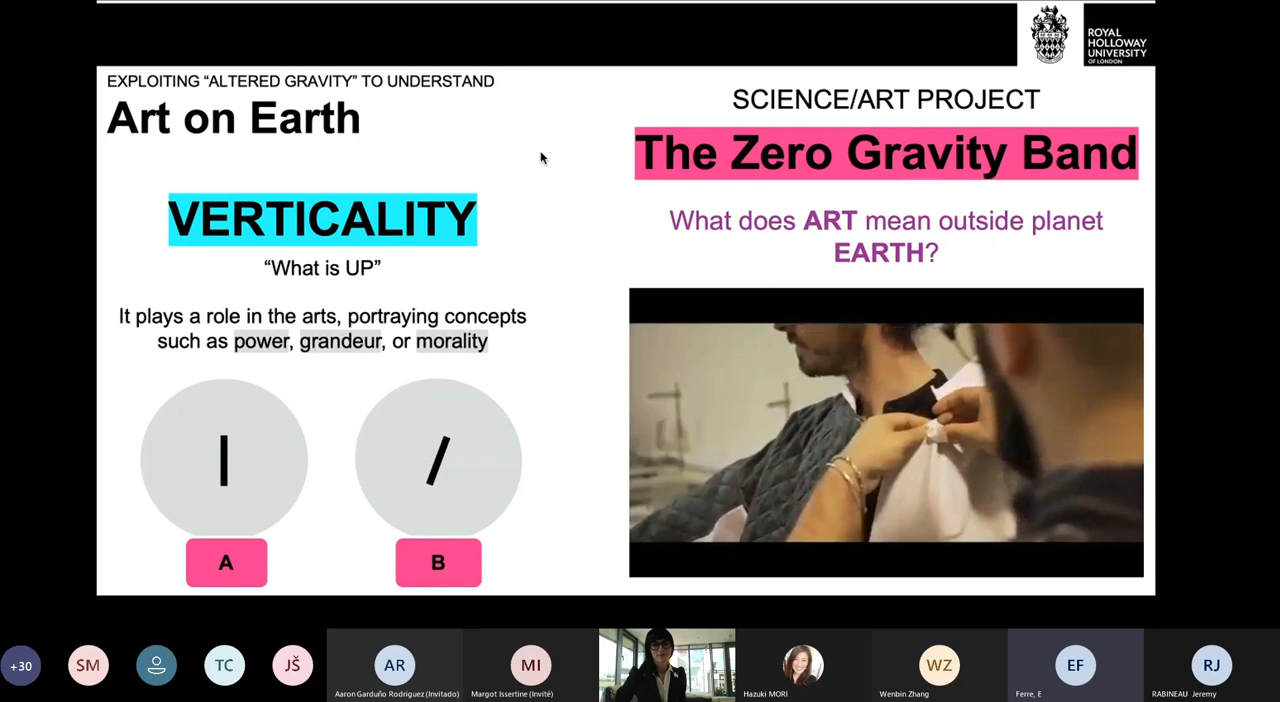 ROYAL
HOLLOWAY
UNIVERSITY
OF LONDON
EXPLOITING “ALTERED GRAVITY” TO UNDERSTAND
Art on Earth
VERTICALITY
“What is UP”
It plays a role in the arts, portraying concepts
such as power, grandeur, or morality
A
B
SCIENCE/ART PROJECT
The Zero Gravity Band
What does ART mean outside planet
EARTH?
+30
SM
TC
JŠ
AR
Aaron Garduño Rodriguez (Invitado)
MI
Margot Issertine (Invité)
Hazuki MORI
WZ
Wenbin Zhang
EF
Ferre, E
RJ
RABINEAU Jeremy